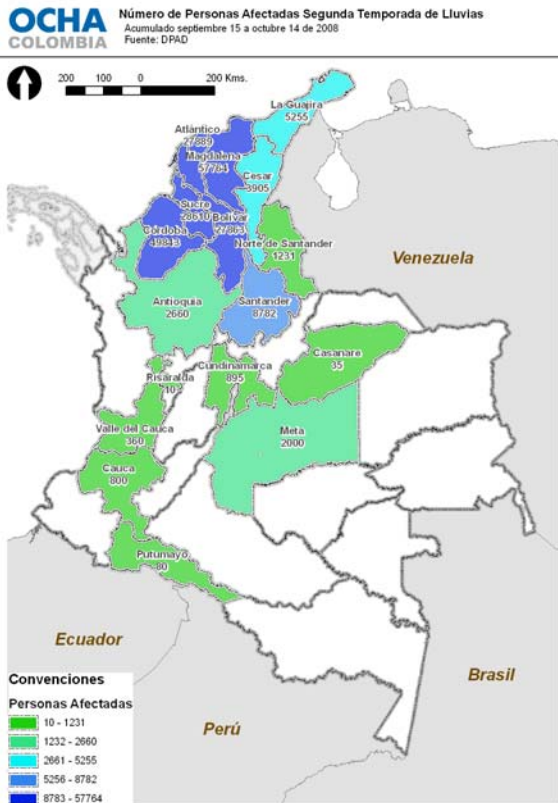 OCHA
COLOMBIA
Número de Personas Afectadas Segunda Temporada de Lluvias
Acumulado septiembre 15 a octubre 14 de 2008
Fuente: DPAD
200 100 0 200 Kms.
La Guajira
5255
Atlántico
27889
Magdalena
57764
Cesar
3905
Sucre
28610
Bolívar
27863
Córdoba
49843
Norte de Santander
1231
Venezuela
Antioquia
2660
Santander
8782
Casanare
35
Cundinamarca
895
Risaralda
10
Valle del Cauca
360
Meta
2000
Cauca
800
Putumayo
80
Ecuador
Brasil
Perú
Convenciones
Personas Afectadas
10 - 1231
1232 - 2660
2661 - 5255
5256 - 8782
8783 - 57764